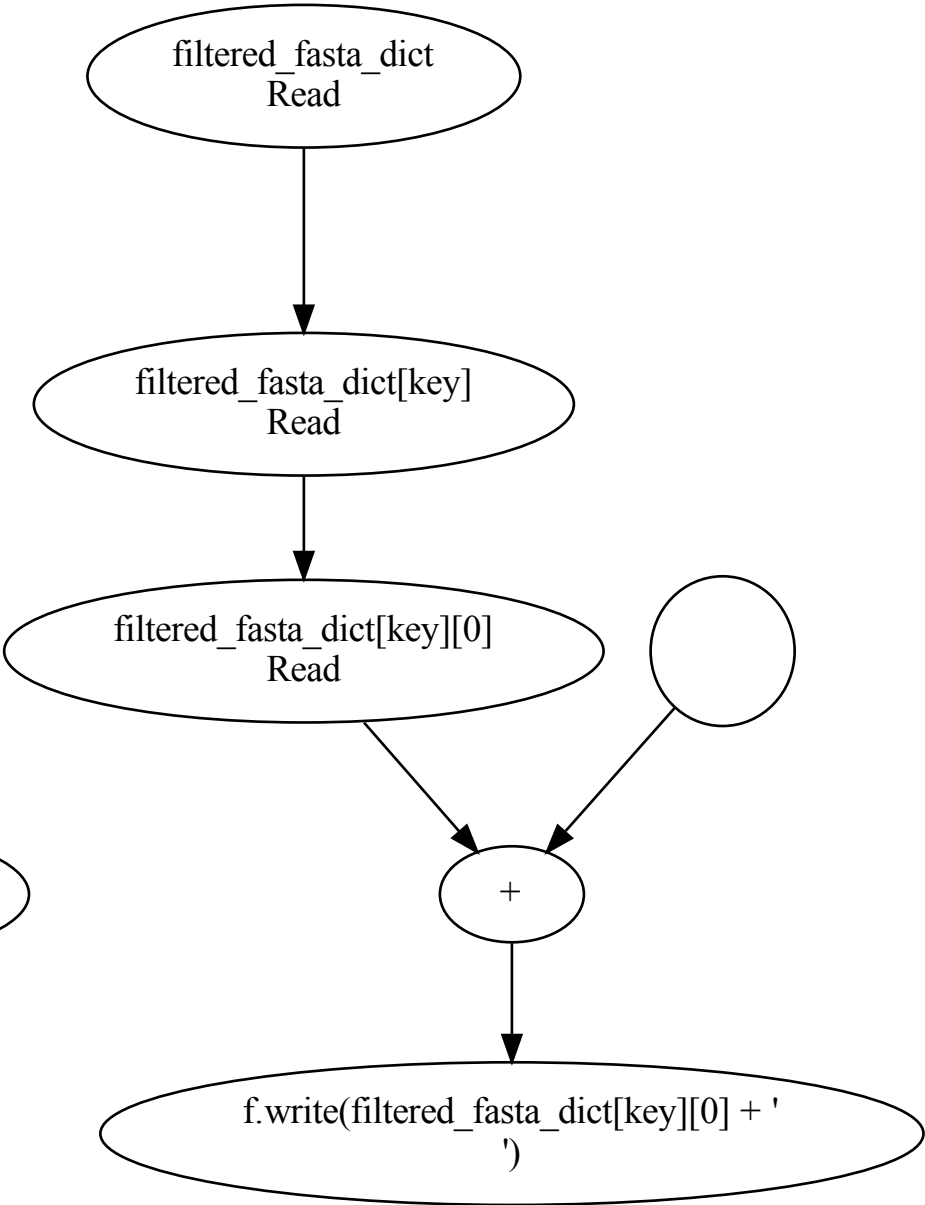 filtered_fasta_dict
Read
filtered_fasta_dict[key]
Read
filtered_fasta_dict[key][0]
Read
+
f.write(filtered_fasta_dict[key][0] + '
')